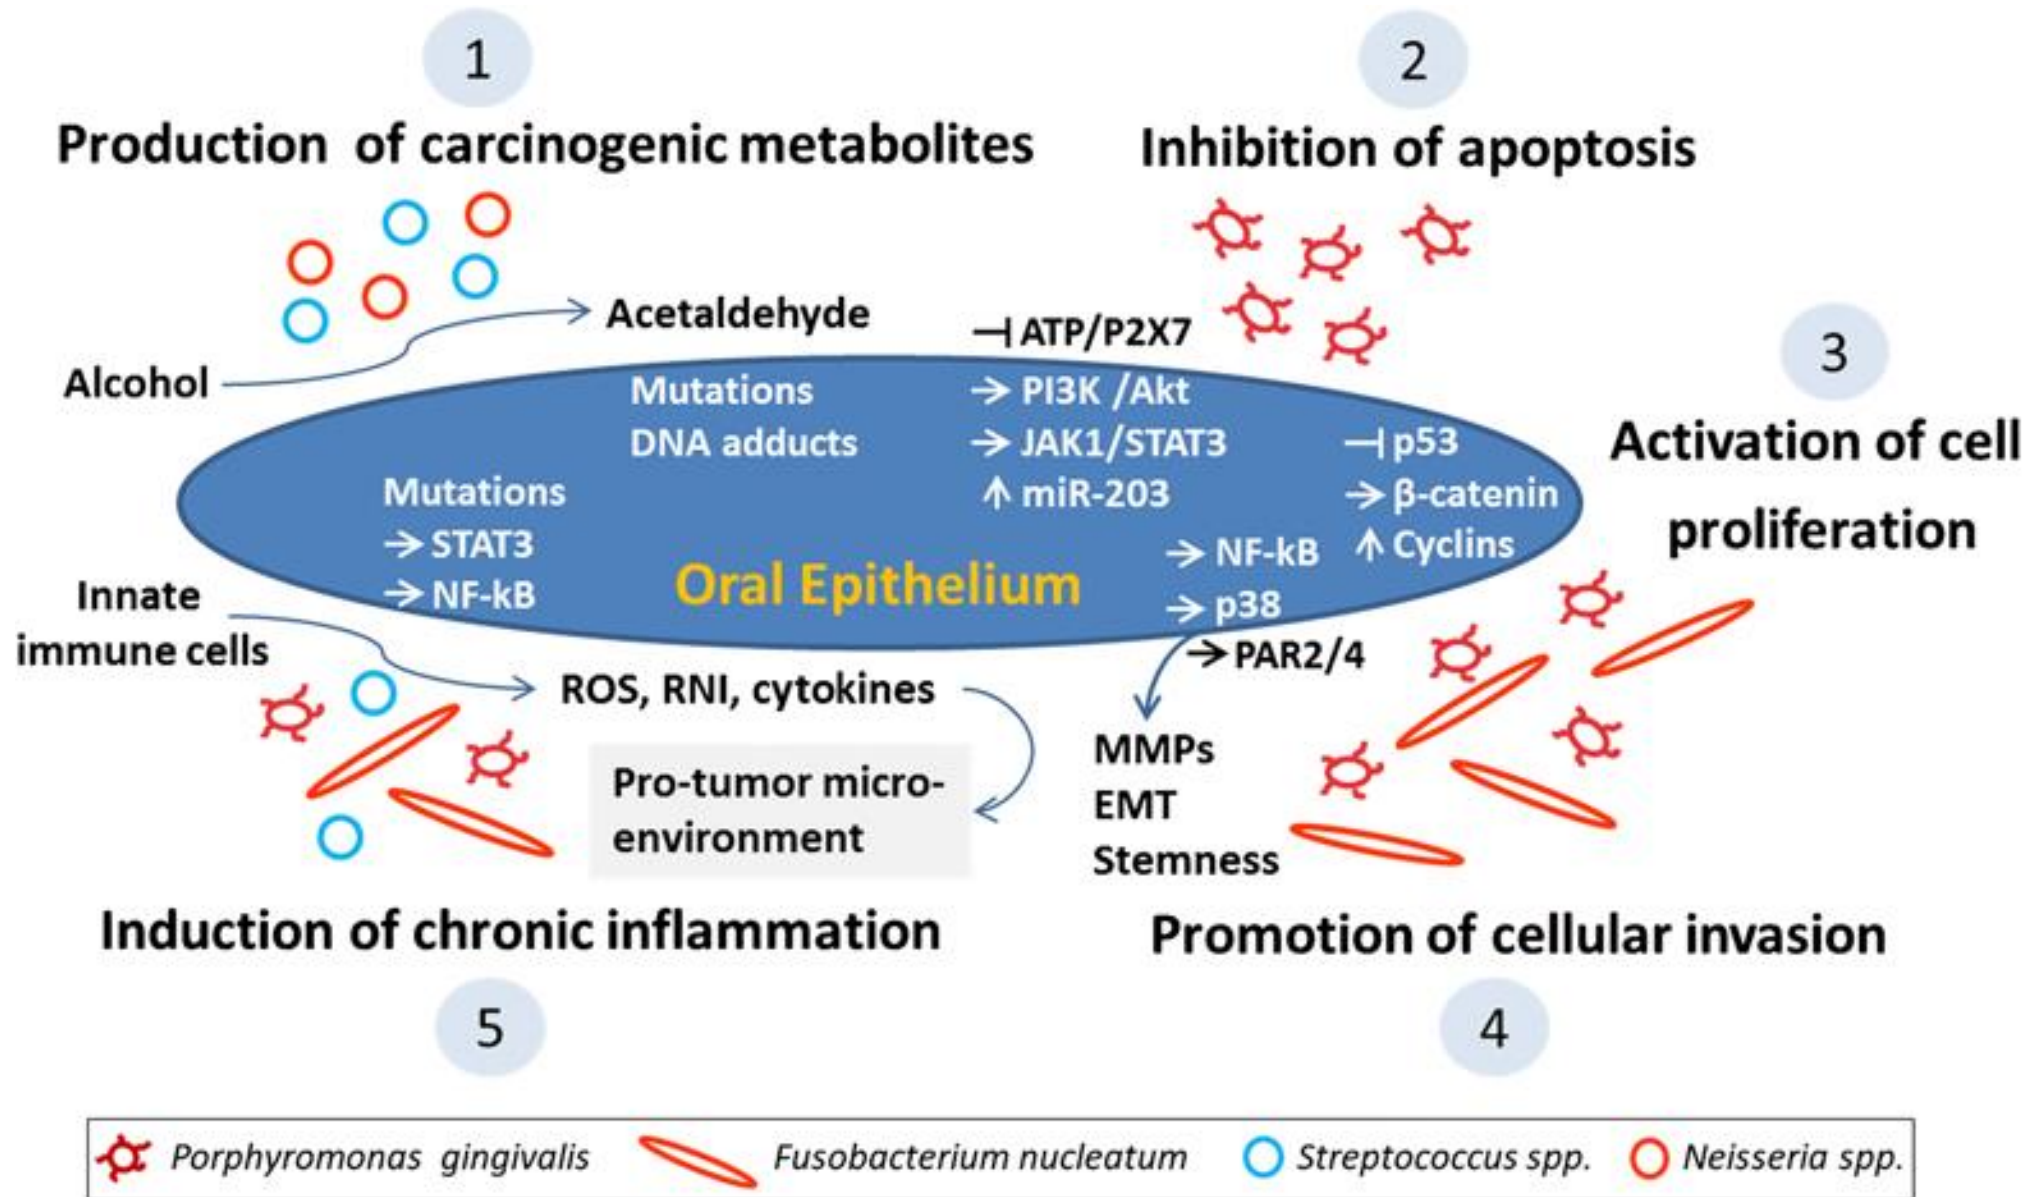 1
Production of carcinogenic metabolites
Alcohol
Acetaldehyde
Mutations
DNA adducts
2
Inhibition of apoptosis
⊣ ATP/P2X7
→ PI3K /Akt
→ JAK1/STAT3
↑ miR-203
3
Activation of cell
proliferation
⊣ p53
→ β-catenin
↑ Cyclins
Oral Epithelium
→ NF-kB
→ p38
→ PAR2/4
MMPs
EMT
Stemness
Promotion of cellular invasion
4
Mutations
→ STAT3
→ NF-kB
Innate
immune cells
ROS, RNI, cytokines
Pro-tumor micro-
environment
Induction of chronic inflammation
5
Porphyromonas gingivalis Fusobacterium nucleatum Streptococcus spp. Neisseria spp.